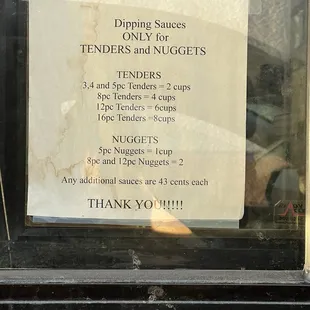 Dipping Sauces
ONLY for
TENDERS and NUGGETS
TENDERS
3,4 and 5pc Tenders = 2 cups
8pc Tenders = 4 cups
12pc Tenders = 6cups
16pc Tenders =8cups
NUGGETS
5pc Nuggets = 1cup
8pc and 12pc Nuggets = 2
Any additional sauces are 43 cents each
THANK YOU!!!!!!